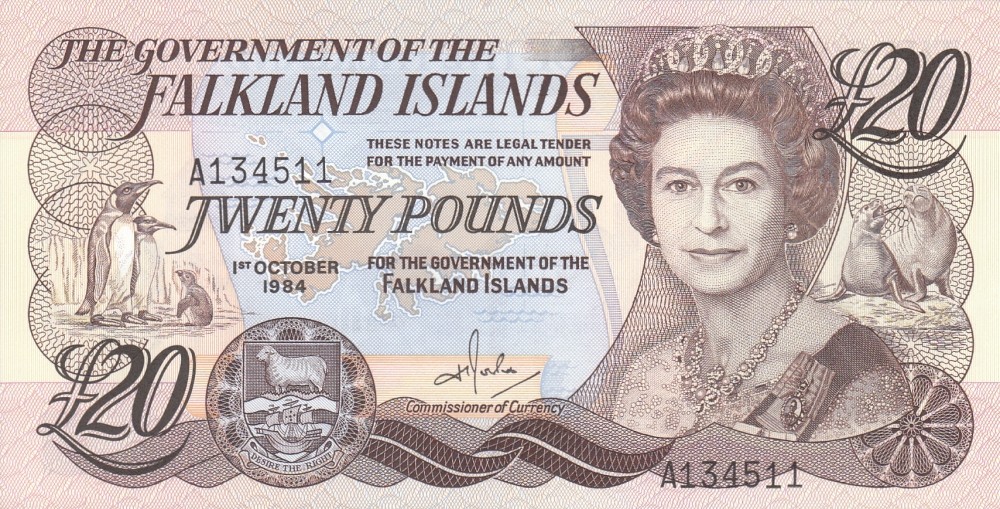 THE GOVERNMENT OF THE
FALKLAND ISLANDS
£20
THESE NOTES ARE LEGAL TENDER
FOR THE PAYMENT OF ANY AMOUNT
A134511
TWENTY POUNDS
1ST OCTOBER
1984
FOR THE GOVERNMENT OF THE
FALKLAND ISLANDS
£20
Commissioner of Currency
DESIRE THE RIGHT
A134511